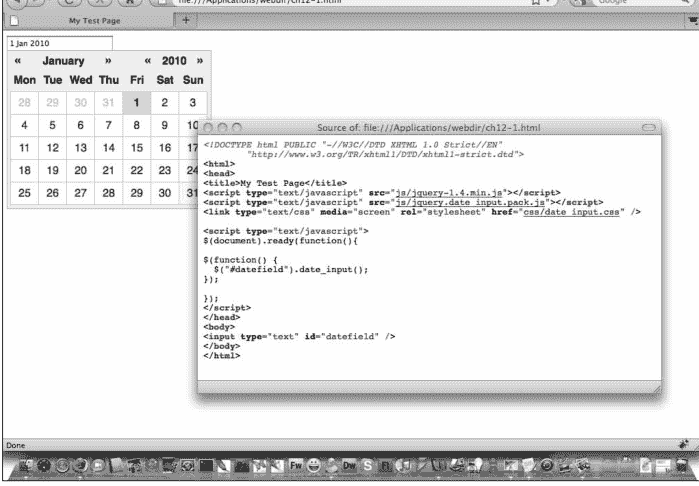 file:///Applications/webdir/ch12-1.html
Google
My Test Page
+
1 Jan 2010
« January » « 2010 »
Mon Tue Wed Thu Fri Sat Sun
28 29 30 31 1 2 3
4 5 6 7 8 9 10
11 12 13 14 15 16 17
18 19 20 21 22 23 24
25 26 27 28 29 30 31
Source of: file:///Applications/webdir/ch12-1.html
<!DOCTYPE html PUBLIC "-//W3C//DTD XHTML 1.0 Strict//EN"
"http://www.w3.org/TR/xhtml1/DTD/xhtml1-strict.dtd">
<html>
<head>
<title>My Test Page</title>
<script type="text/javascript" src="js/jquery-1.4.min.js"></script>
<script type="text/javascript" src="js/jquery.date_input.pack.js"></script>
<link type="text/css" media="screen" rel="stylesheet" href="css/date_input.css" />
<script type="text/javascript">
$(document).ready(function(){
$(function() {
$("#datefield").date_input();
});
});
</script>
</head>
<body>
<input type="text" id="datefield" />
</body>
</html>
Done
Fw
Dw
S
Fl